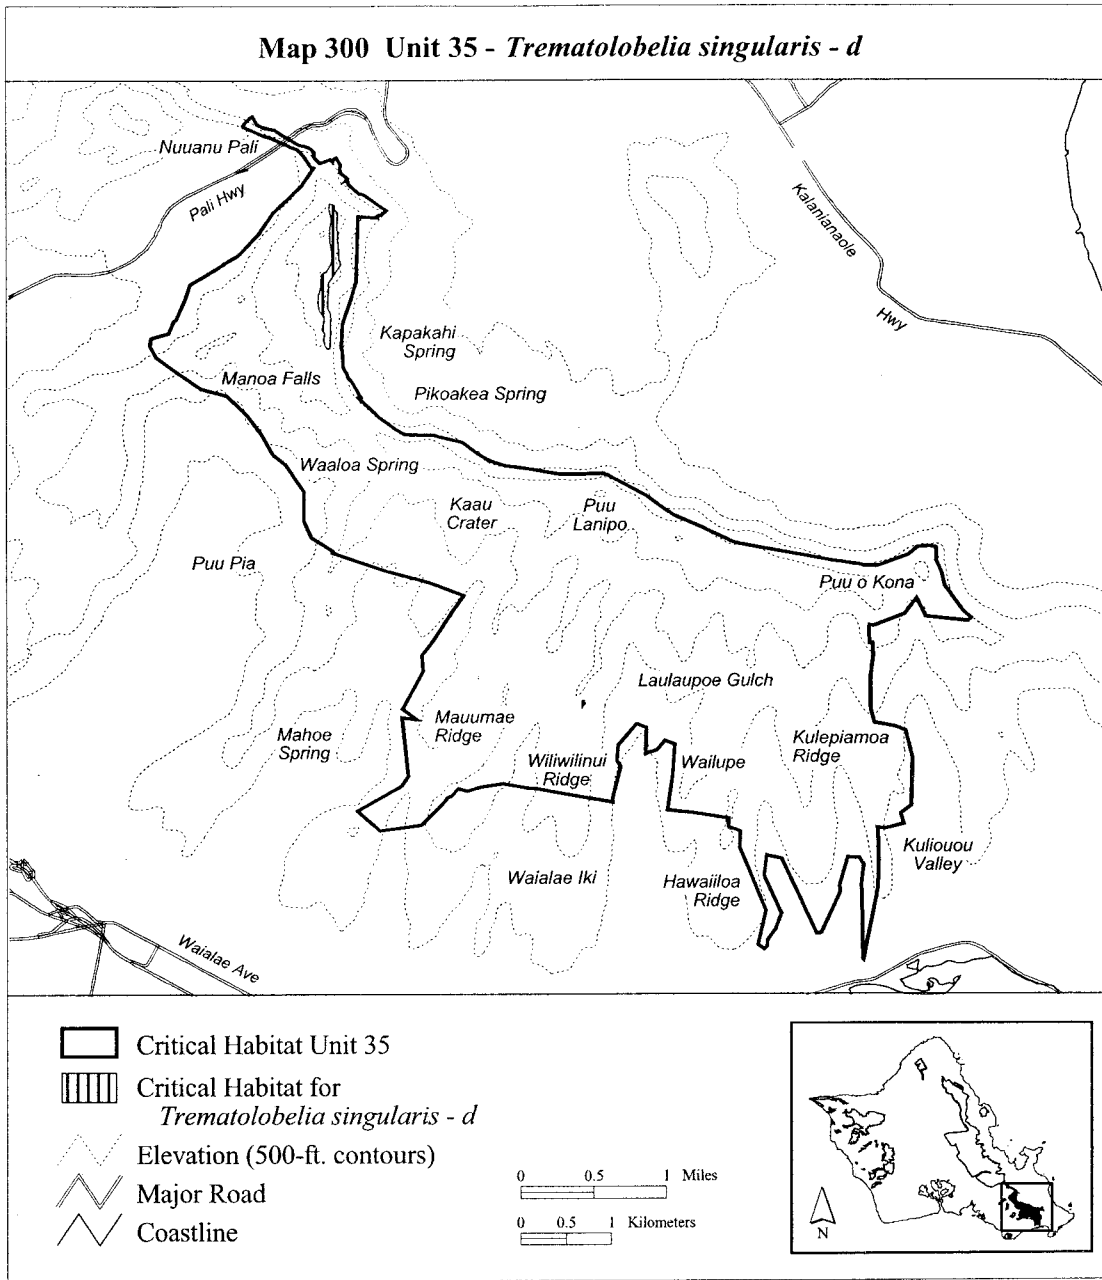 Map 300 Unit 35 - Trematolobelia singularis - d
Nuuanu Pali
Pali Hwy
Kalanianaole
Hwy
Kapakahi
Spring
Manoa Falls
Pikoakea Spring
Waaloa Spring
Kaau
Crater
Puu
Lanipo
Puu Pia
Puu o Kona
Laulaupoe Gulch
Mahoe
Spring
Mauumae
Ridge
Wiliwilinui
Ridge
Wailupe
Kulepiamoa
Ridge
Kuliouou
Valley
Waialae Iki
Hawaiiloa
Ridge
Waialae Ave
Critical Habitat Unit 35
Critical Habitat for
Trematolobelia singularis - d
Elevation (500-ft. contours)
Major Road
Coastline
0 0.5 1 Miles
0 0.5 1 Kilometers
N